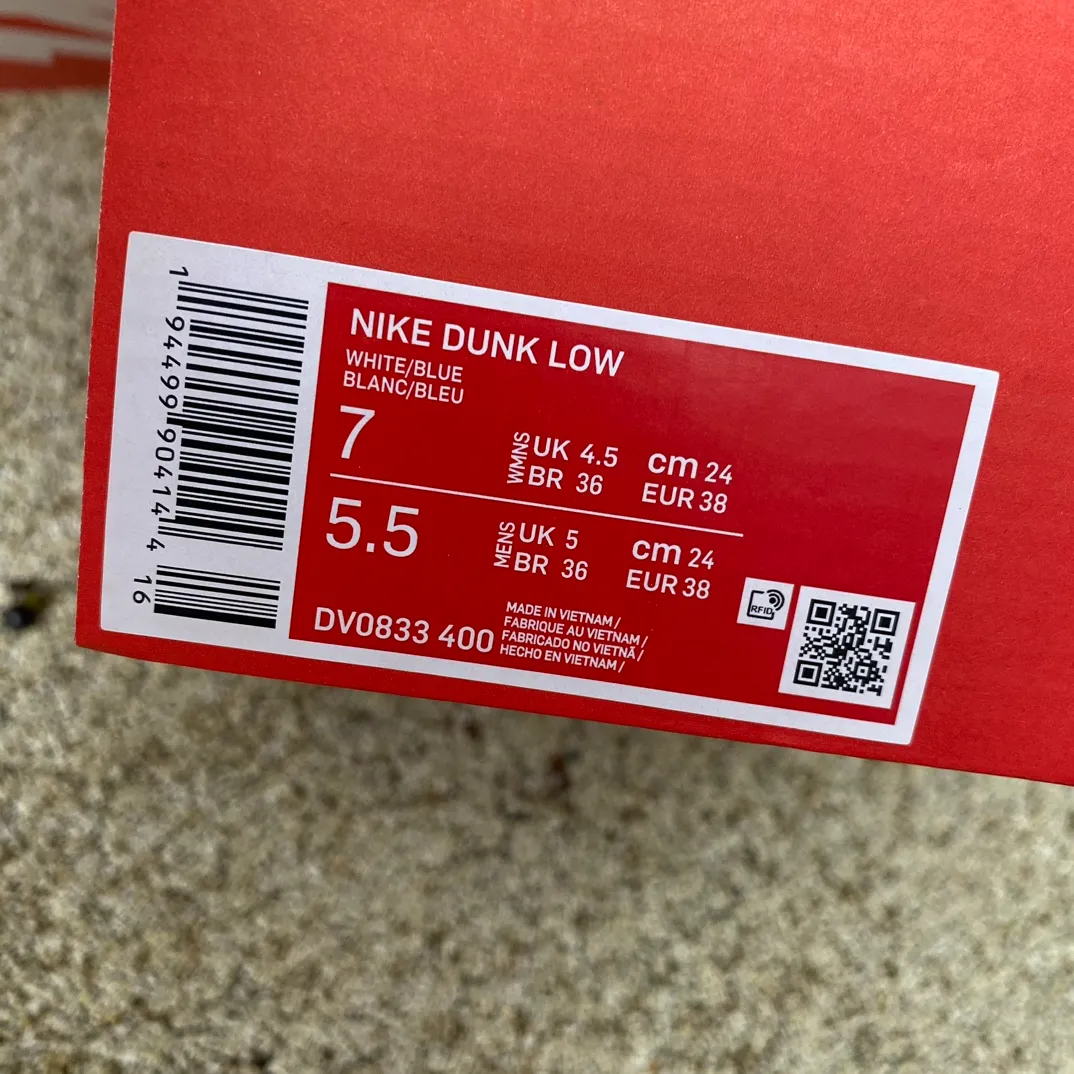 NIKE DUNK LOW
WHITE/BLUE
BLANC/BLEU
7
WMNS
UK 4.5
BR 36
cm 24
EUR 38
5.5
MENS
UK 5
BR 36
cm 24
EUR 38
DV0833 400
MADE IN VIETNAM /
FABRIQUE AU VIETNAM /
FABRICADO NO VIETNÃ /
HECHO EN VIETNAM /
RFID
1 94499 90414 4
16